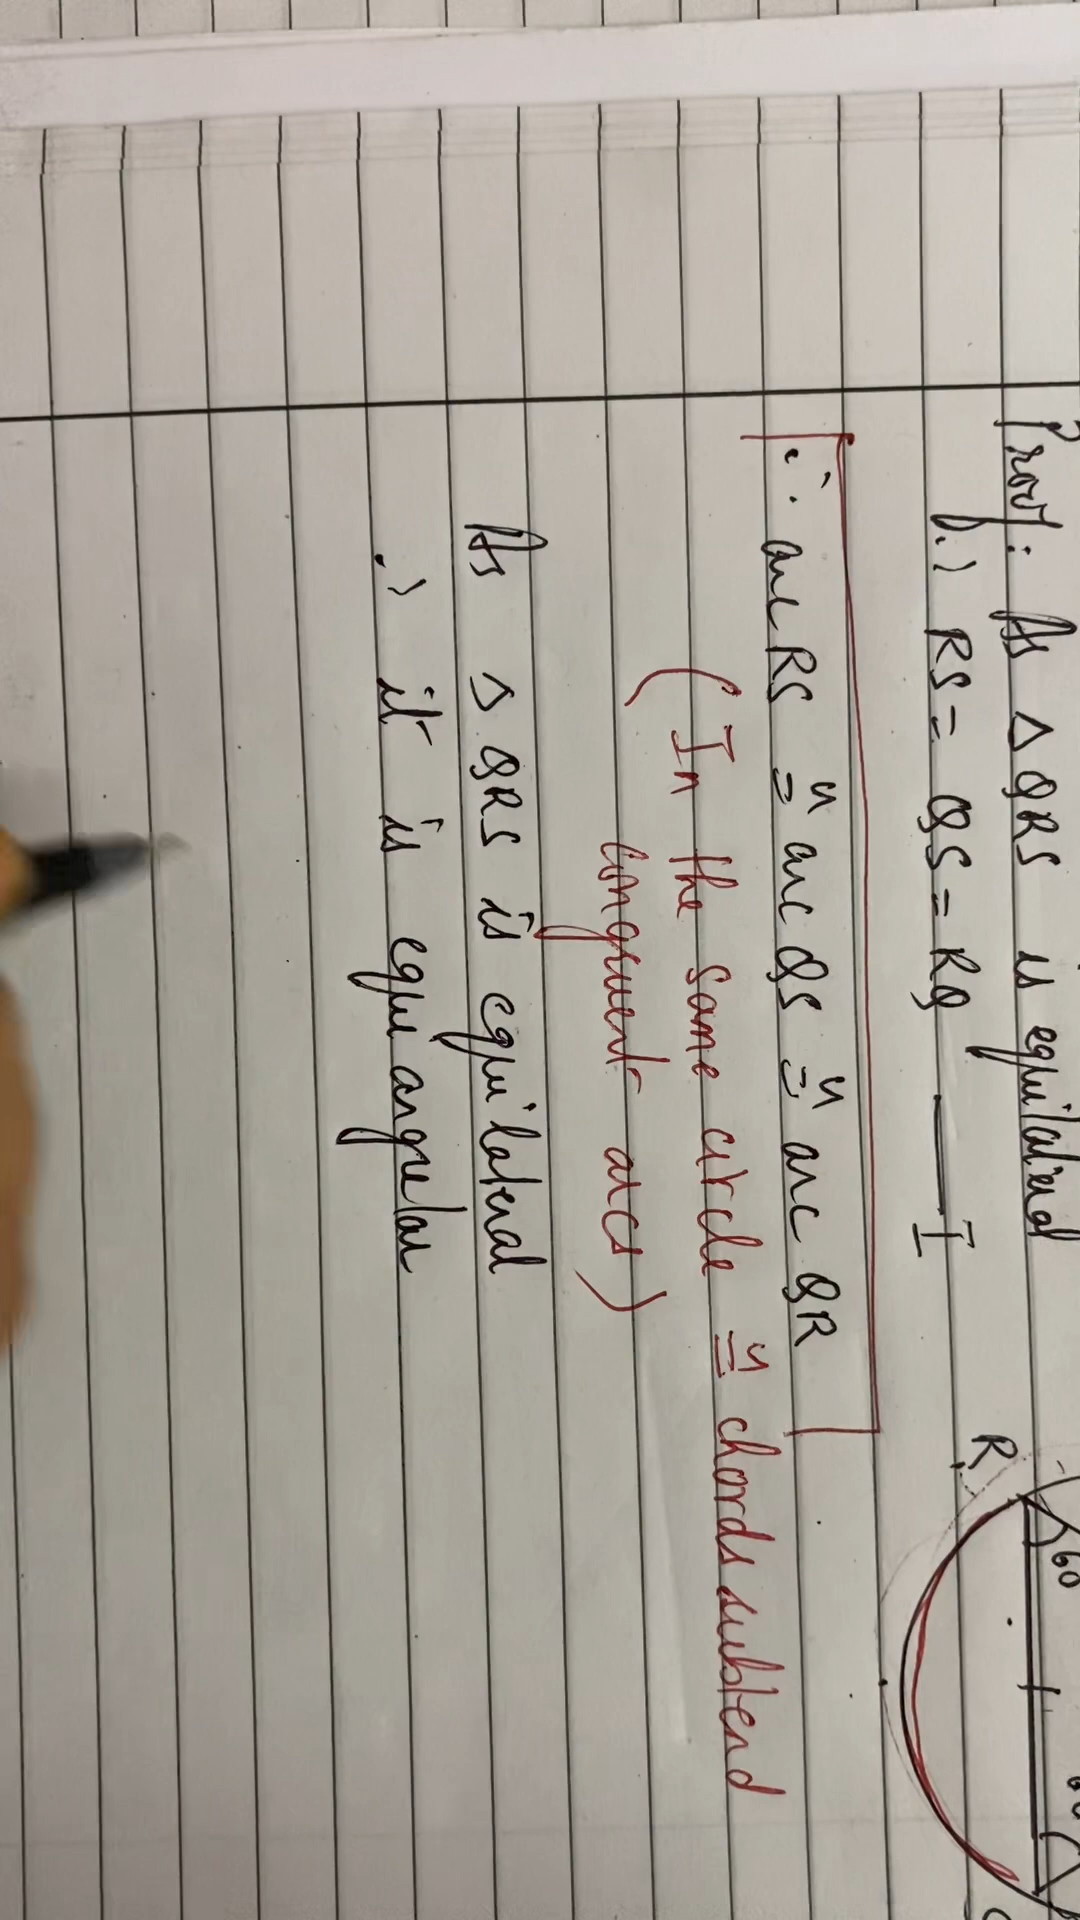 Proof: As △ QRS is equilateral
∴ RS = QS = RQ — I
∴ arc RS ≅ arc QS ≅ arc QR
(In the same circle ≅ chords subtend
congruent arcs)
As △ QRS is equilateral
∴ it is equiangular
R
60
60